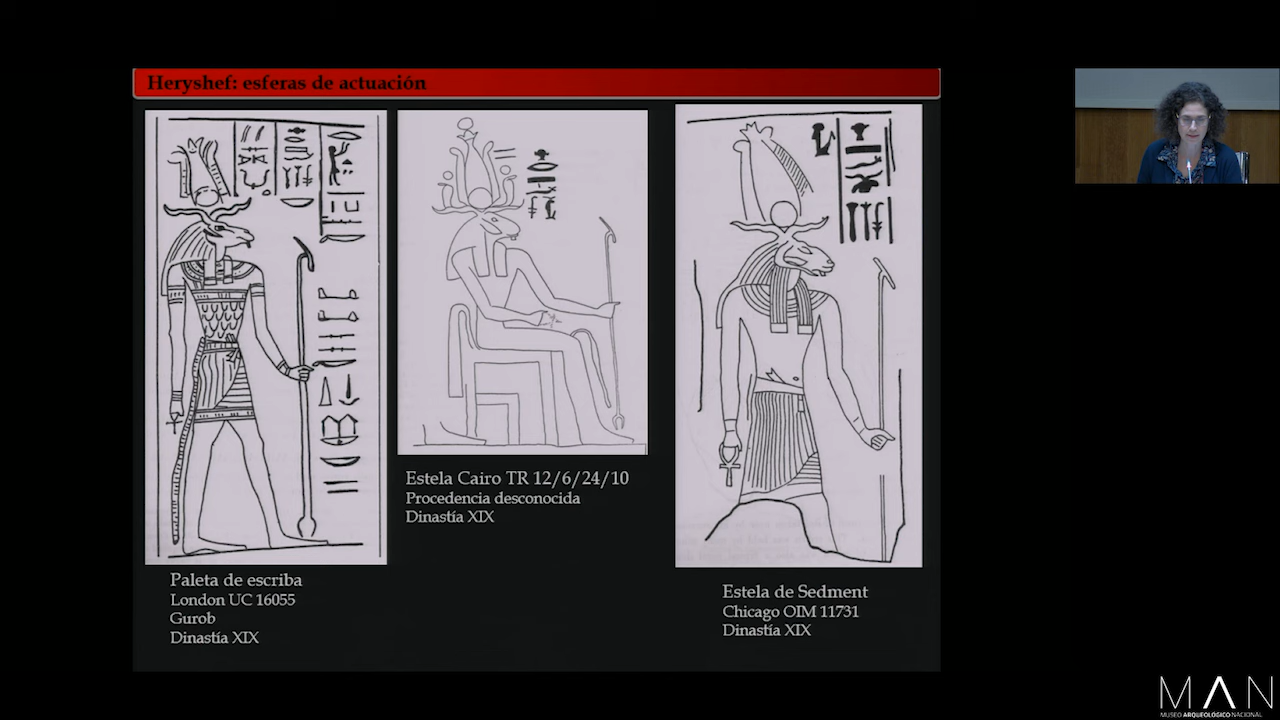 Heryshef: esferas de actuación
Paleta de escriba
London UC 16055
Gurob
Dinastía XIX
Estela Cairo TR 12/6/24/10
Procedencia desconocida
Dinastía XIX
Estela de Sedment
Chicago OIM 11731
Dinastía XIX
MAN
MUSEO ARQUEOLÓGICO NACIONAL